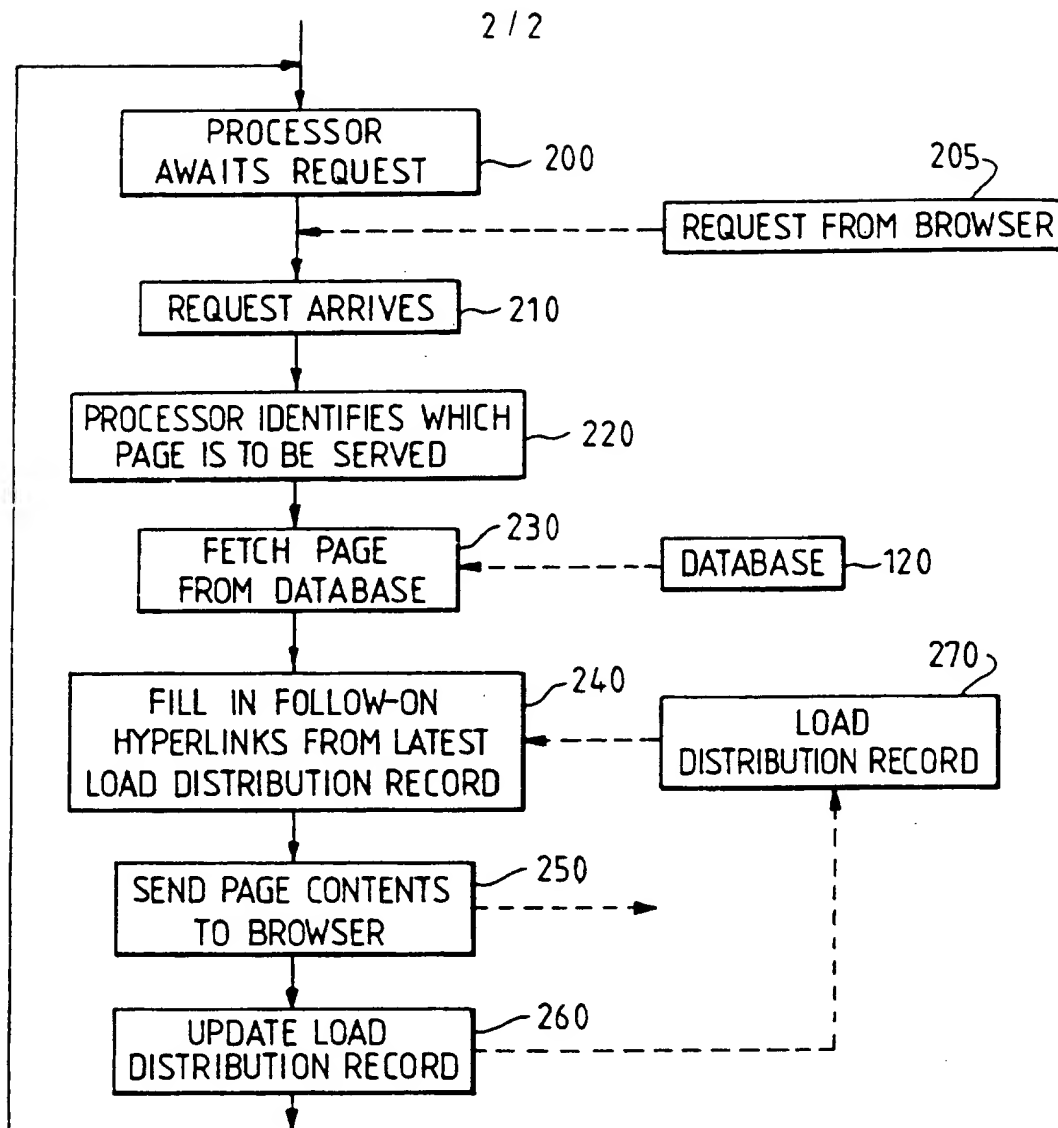 2 / 2
PROCESSOR
AWAITS REQUEST
200
205
REQUEST FROM BROWSER
REQUEST ARRIVES
210
PROCESSOR IDENTIFIES WHICH
PAGE IS TO BE SERVED
220
FETCH PAGE
FROM DATABASE
230
DATABASE
120
FILL IN FOLLOW-ON
HYPERLINKS FROM LATEST
LOAD DISTRIBUTION RECORD
240
270
LOAD
DISTRIBUTION RECORD
SEND PAGE CONTENTS
TO BROWSER
250
UPDATE LOAD
DISTRIBUTION RECORD
260